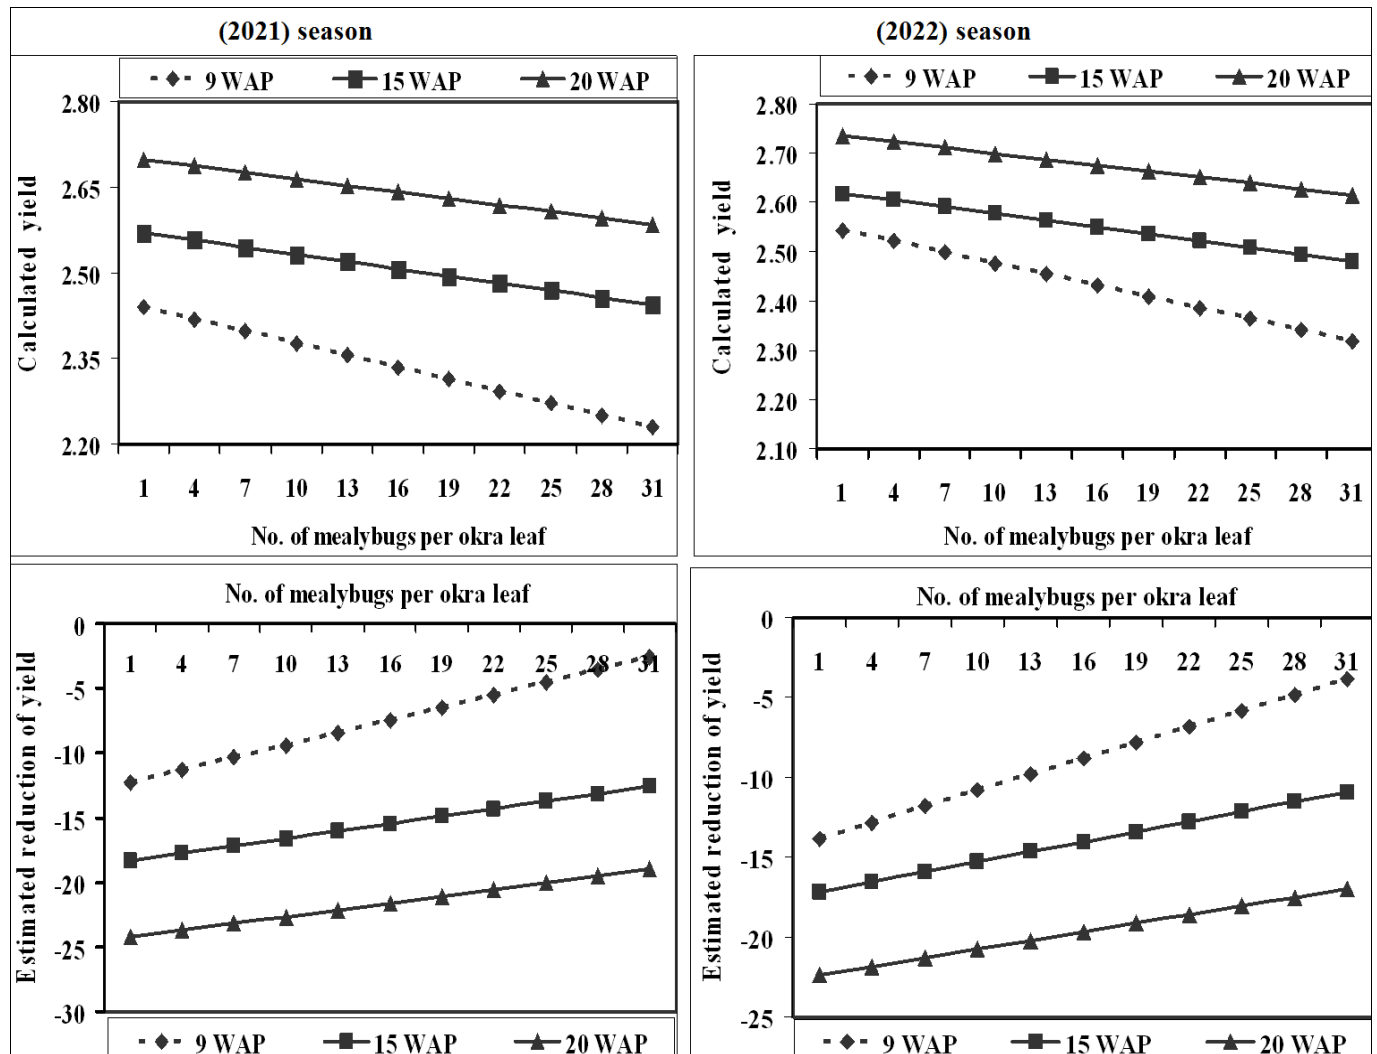 (2021) season
(2022) season
9 WAP 15 WAP 20 WAP
2.80
2.65
2.50
2.35
2.20
Calculated yield
1 4 7 10 13 16 19 22 25 28 31
No. of mealybugs per okra leaf
9 WAP 15 WAP 20 WAP
2.80
2.70
2.60
2.50
2.40
2.30
2.20
2.10
Calculated yield
1 4 7 10 13 16 19 22 25 28 31
No. of mealybugs per okra leaf
No. of mealybugs per okra leaf
0
-5
-10
-15
-20
-25
-30
Estimated reduction of yield
1 4 7 10 13 16 19 22 25 28 31
9 WAP 15 WAP 20 WAP
No. of mealybugs per okra leaf
0
-5
-10
-15
-20
-25
Estimated reduction of yield
1 4 7 10 13 16 19 22 25 28 31
9 WAP 15 WAP 20 WAP